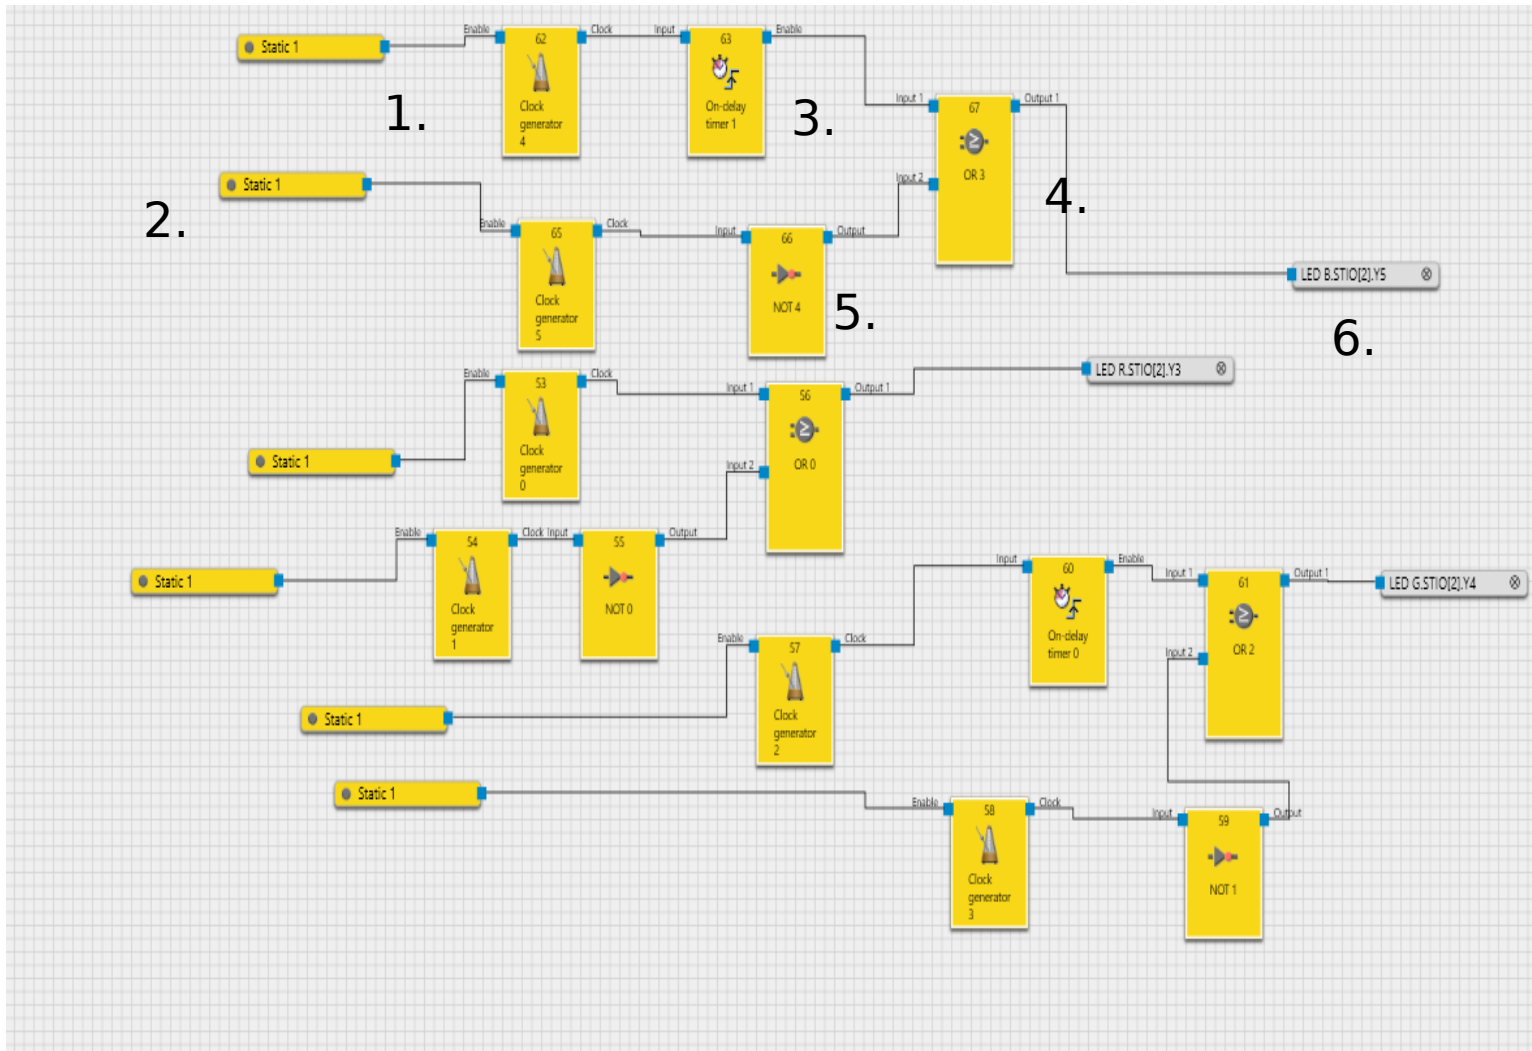 Static 1
Enable
62
Clock generator 4
Clock
Input
63
On-delay timer 1
Enable
1.
3.
Input 1
67
OR 3
Output 1
Input 2
4.
Static 1
2.
Enable
65
Clock generator 5
Clock
Input
66
NOT 4
Output
5.
LED B.STIO[2].Y5
6.
Enable
53
Clock generator 0
Clock
Input 1
56
OR 0
Output 1
Input 2
LED R.STIO[2].Y3
Static 1
Static 1
Enable
54
Clock generator 1
Clock
Input
55
NOT 0
Output
Static 1
Enable
57
Clock generator 2
Clock
Input
60
On-delay timer 0
Enable
Input 1
61
OR 2
Output 1
Input 2
LED G.STIO[2].Y4
Static 1
Enable
58
Clock generator 3
Clock
Input
59
NOT 1
Output